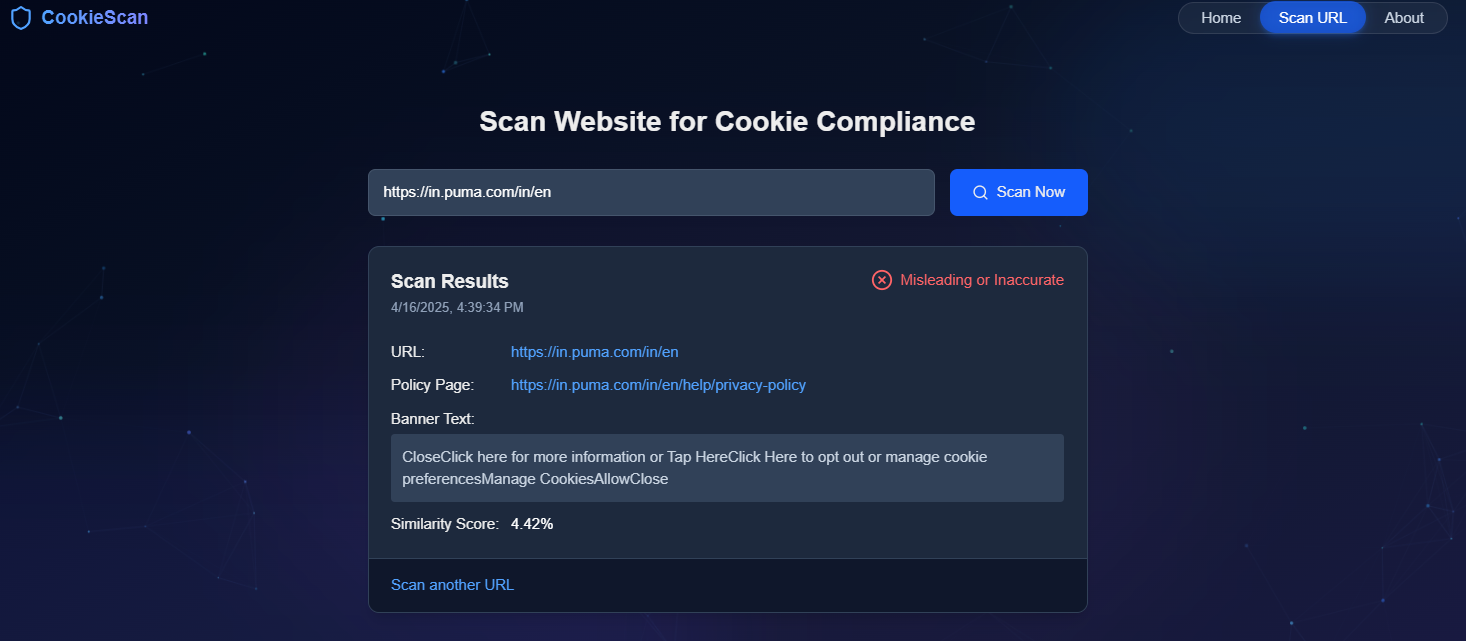 CookieScan
Home Scan URL About
Scan Website for Cookie Compliance
https://in.puma.com/in/en
Scan Now
Scan Results
Misleading or Inaccurate
4/16/2025, 4:39:34 PM
URL: https://in.puma.com/in/en
Policy Page: https://in.puma.com/in/en/help/privacy-policy
Banner Text:
CloseClick here for more information or Tap HereClick Here to opt out or manage cookie
preferencesManage CookiesAllowClose
Similarity Score: 4.42%
Scan another URL